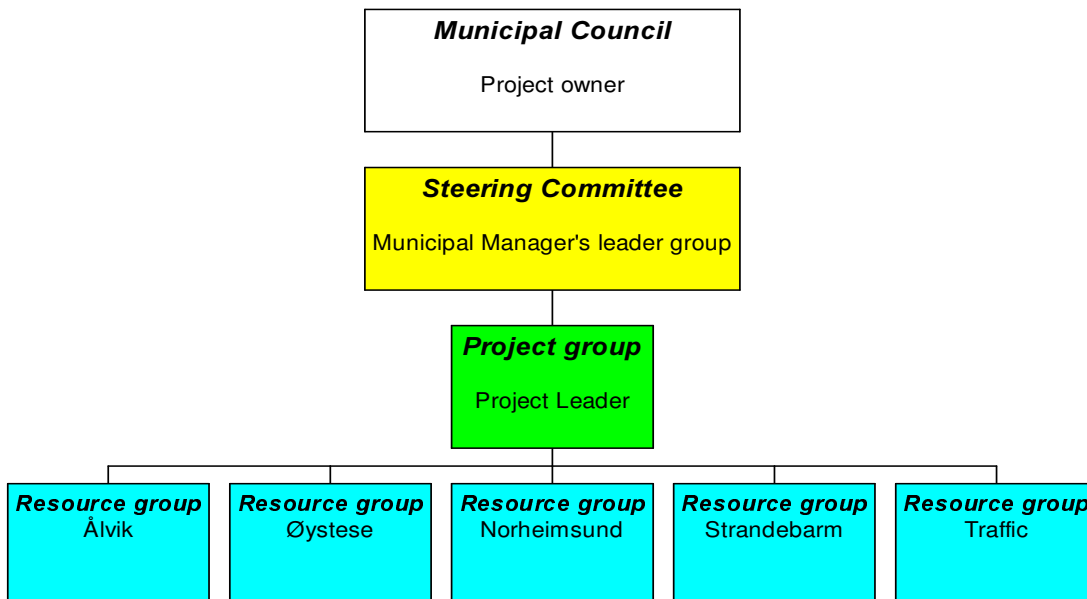 Municipal Council
Project owner
Steering Committee
Municipal Manager's leader group
Project group
Project Leader
Resource group
Ålvik
Resource group
Øystese
Resource group
Norheimsund
Resource group
Strandebarm
Resource group
Traffic